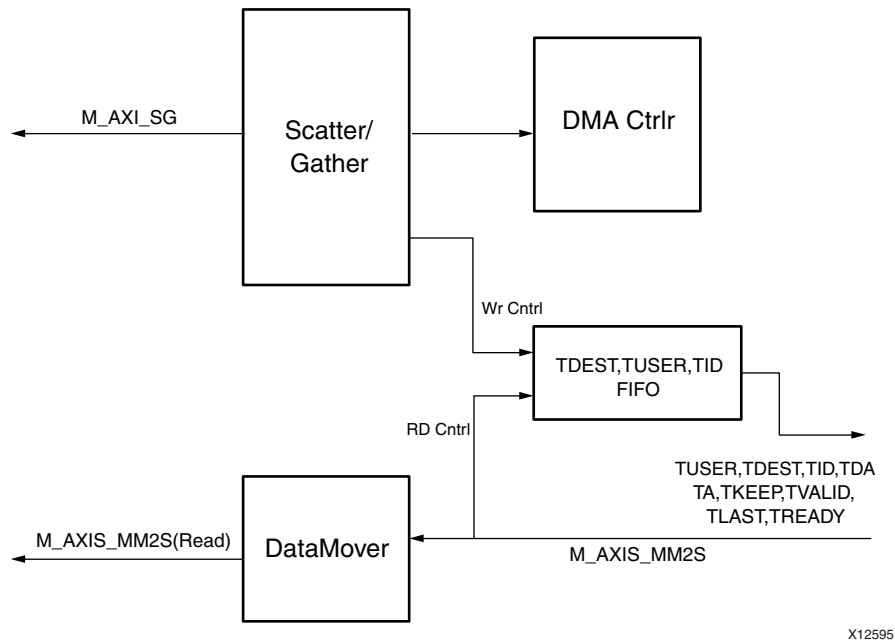 M_AXI_SG
Scatter/
Gather
DMA Ctrlr
Wr Cntrl
TDEST,TUSER,TID
FIFO
RD Cntrl
TUSER,TDEST,TID,TDA
TA,TKEEP,TVALID,
TLAST,TREADY
M_AXIS_MM2S(Read)
DataMover
M_AXIS_MM2S
X12595